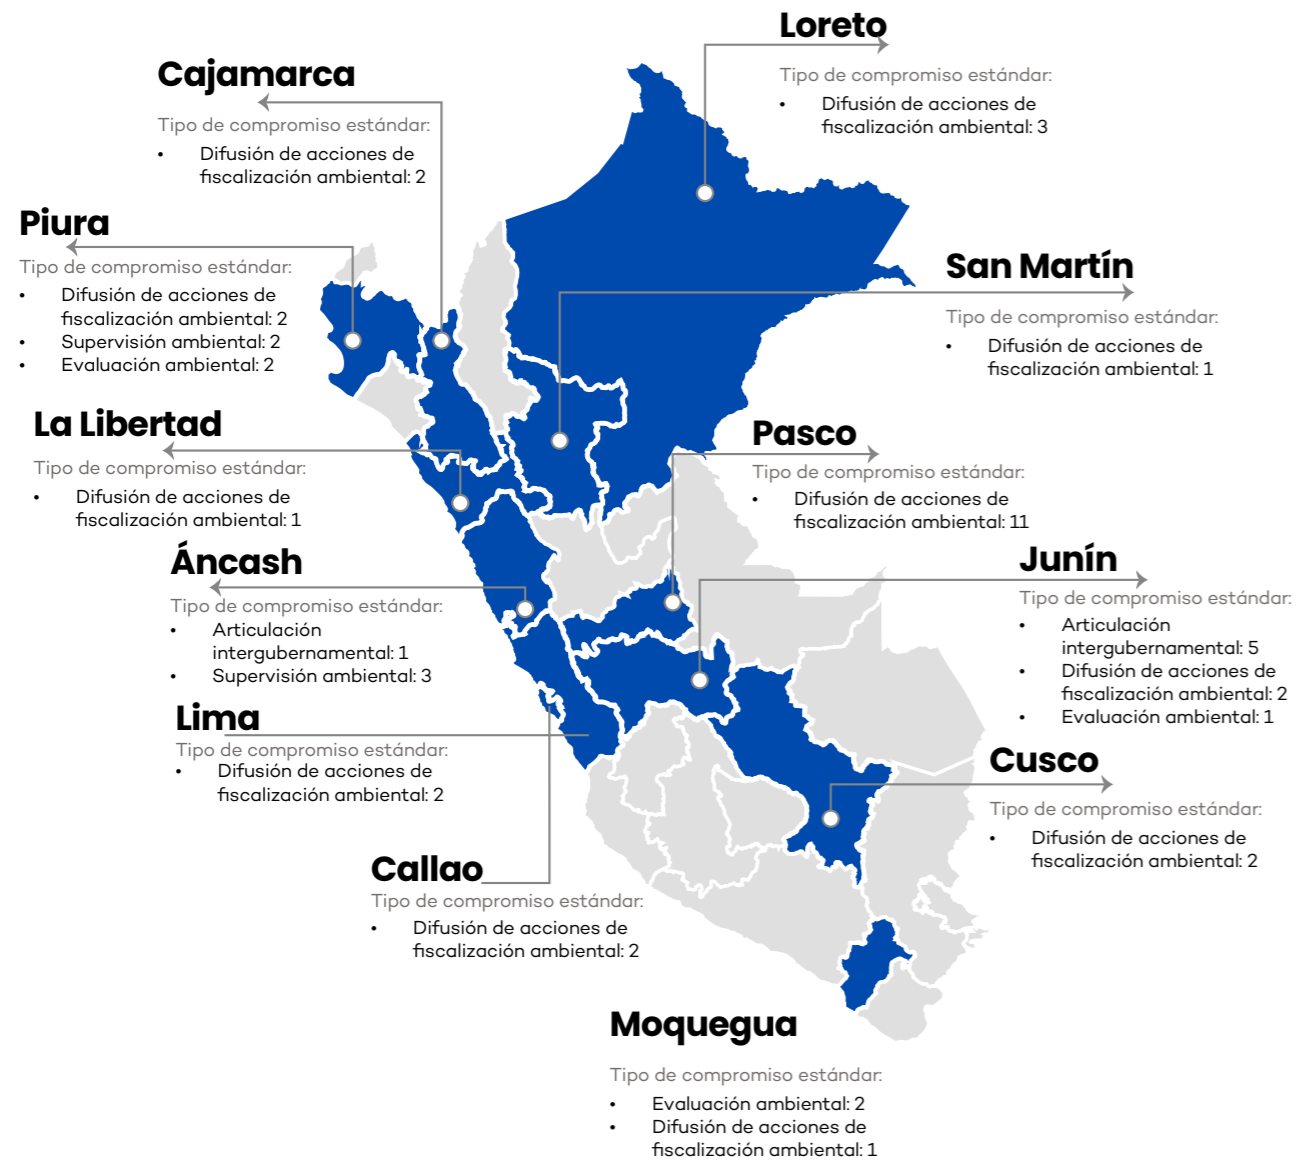 Loreto
Tipo de compromiso estándar:
• Difusión de acciones de
fiscalización ambiental: 3
Cajamarca
Tipo de compromiso estándar:
• Difusión de acciones de
fiscalización ambiental: 2
Piura
Tipo de compromiso estándar:
• Difusión de acciones de
fiscalización ambiental: 2
• Supervisión ambiental: 2
• Evaluación ambiental: 2
San Martín
Tipo de compromiso estándar:
• Difusión de acciones de
fiscalización ambiental: 1
La Libertad
Tipo de compromiso estándar:
• Difusión de acciones de
fiscalización ambiental: 1
Pasco
Tipo de compromiso estándar:
• Difusión de acciones de
fiscalización ambiental: 11
Áncash
Tipo de compromiso estándar:
• Articulación
intergubernamental: 1
• Supervisión ambiental: 3
Junín
Tipo de compromiso estándar:
• Articulación
intergubernamental: 5
• Difusión de acciones de
fiscalización ambiental: 2
• Evaluación ambiental: 1
Lima
Tipo de compromiso estándar:
• Difusión de acciones de
fiscalización ambiental: 2
Cusco
Tipo de compromiso estándar:
• Difusión de acciones de
fiscalización ambiental: 2
Callao
Tipo de compromiso estándar:
• Difusión de acciones de
fiscalización ambiental: 2
Moquegua
Tipo de compromiso estándar:
• Evaluación ambiental: 2
• Difusión de acciones de
fiscalización ambiental: 1